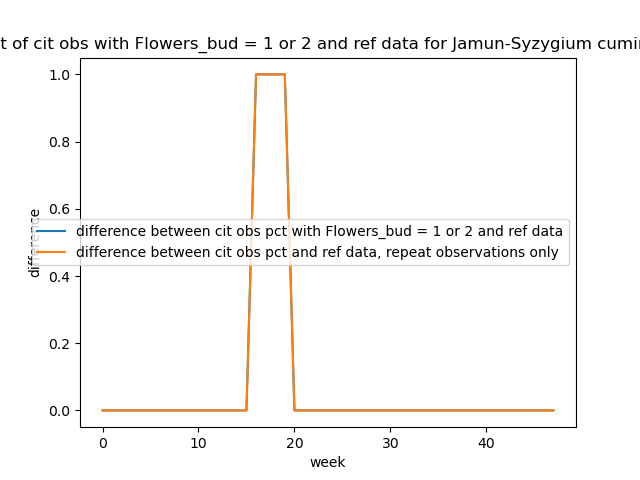 t of cit obs with Flowers_bud = 1 or 2 and ref data for Jamun-Syzygium cumin
1.0
0.8
0.6
0.4
0.2
0.0
difference
difference between cit obs pct with Flowers_bud = 1 or 2 and ref data
difference between cit obs pct and ref data, repeat observations only
0 10 20 30 40
week